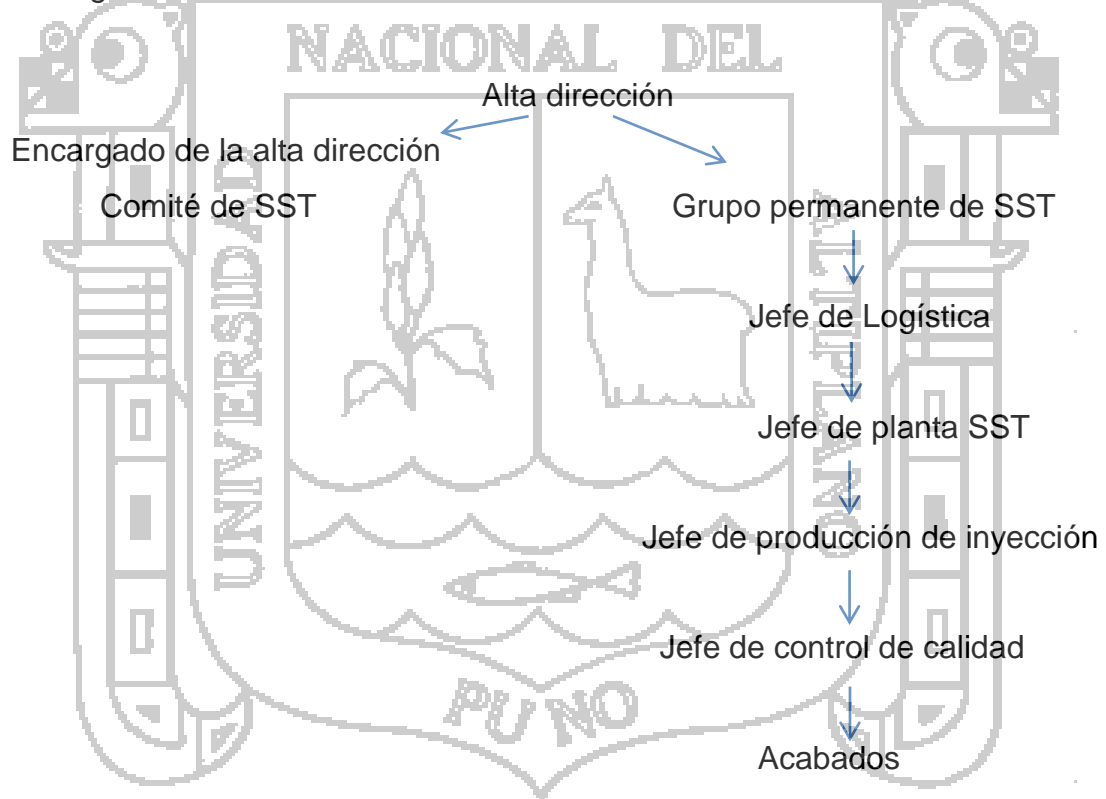 NACIONAL DEL
Alta dirección
Encargado de la alta dirección
Comité de SST
Grupo permanente de SST
Jefe de Logística
Jefe de planta SST
Jefe de producción de inyección
Jefe de control de calidad
Acabados
UNIVERSIDAD
ALTIPLANO
PUNO